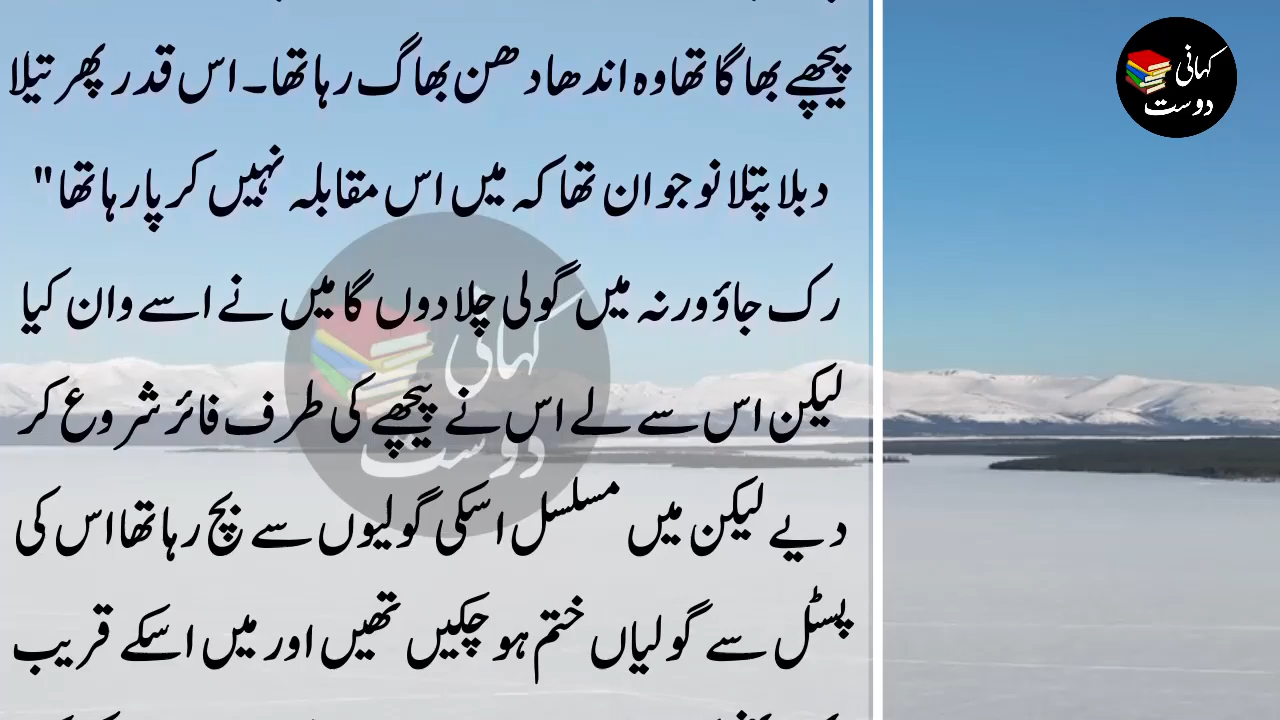 پیچھے بھاگا تھا وہ اندھا دھن بھاگ رہا تھا۔ اس قدر پھر تیلا
دبلا پتلا نوجوان تھا کہ میں اس مقابلہ نہیں کر پا رہا تھا"
رک جاؤ ورنہ میں گولی چلا دوں گا میں نے اسے وان کیا
لیکن اس سے لے اس نے پیچھے کی طرف فائر شروع کر
دیے لیکن میں مسلسل اسکی گولیوں سے بچ رہا تھا اس کی
پسٹل سے گولیاں ختم ہو چکیں تھیں اور میں اسکے قریب
کہانی
دوست
کہانی
دوست